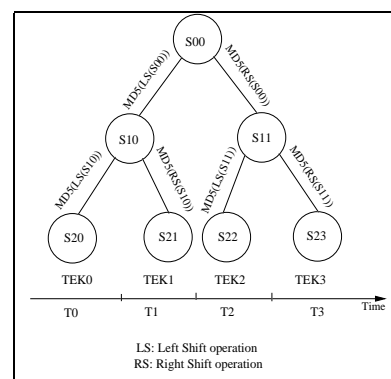 S00
MD5(LS(S00))
MD5(RS(S00))
S10
S11
MD5(LS(S10))
MD5(RS(S10))
MD5(LS(S11))
MD5(RS(S11))
S20
S21
S22
S23
TEK0
TEK1
TEK2
TEK3
T0
T1
T2
T3
Time
LS: Left Shift operation
RS: Right Shift operation